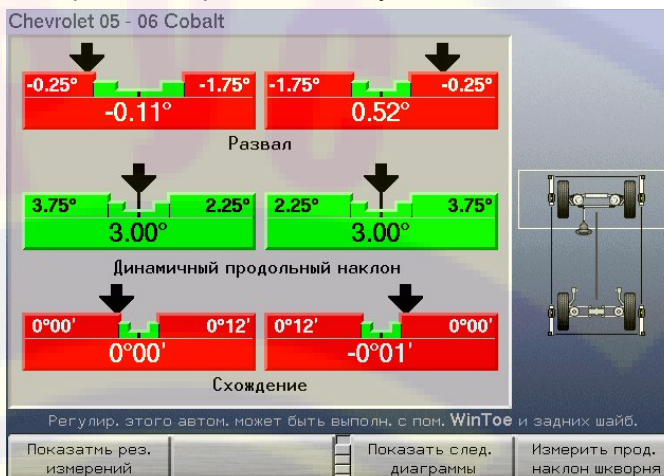 Chevrolet 05 - 06 Cobalt
-0.25° -1.75° -1.75° -0.25°
-0.11° 0.52°
Развал
3.75° 2.25° 2.25° 3.75°
3.00° 3.00°
Динамичный продольный наклон
0°00' 0°12' 0°12' 0°00'
0°00' -0°01'
Схождение
Регулир. этого автом. может быть выполн. с пом. WinToe и задних шайб.
Показатмь рез. Показать след. Измерить прод.
измерений диаграммы наклон шкворня